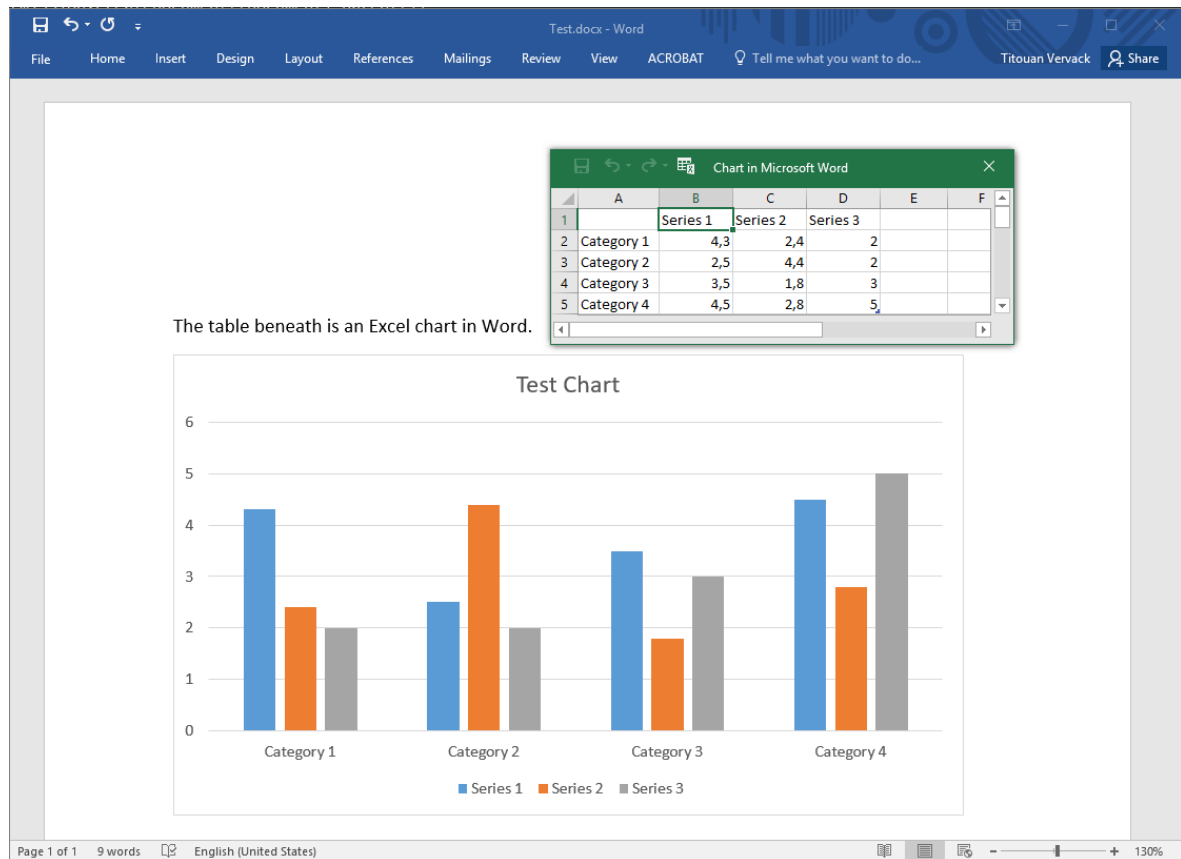 Test.docx - Word
File Home Insert Design Layout References Mailings Review View ACROBAT Tell me what you want to do... Titouan Vervack Share
Chart in Microsoft Word
A B C D E F
1 Series 1 Series 2 Series 3
2 Category 1 4,3 2,4 2
3 Category 2 2,5 4,4 2
4 Category 3 3,5 1,8 3
5 Category 4 4,5 2,8 5
The table beneath is an Excel chart in Word.
Test Chart
6
5
4
3
2
1
0
Category 1 Category 2 Category 3 Category 4
Series 1 Series 2 Series 3
Page 1 of 1 9 words English (United States) 130%